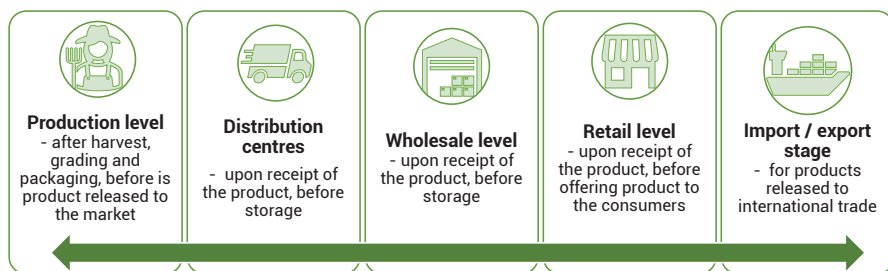 Production level
- after harvest,
grading and
packaging, before is
product released to
the market
Distribution
centres
- upon receipt of
the product, before
storage
Wholesale level
- upon receipt of
the product, before
storage
Retail level
- upon receipt of
the product, before
offering product to
the consumers
Import / export
stage
- for products
released to
international trade